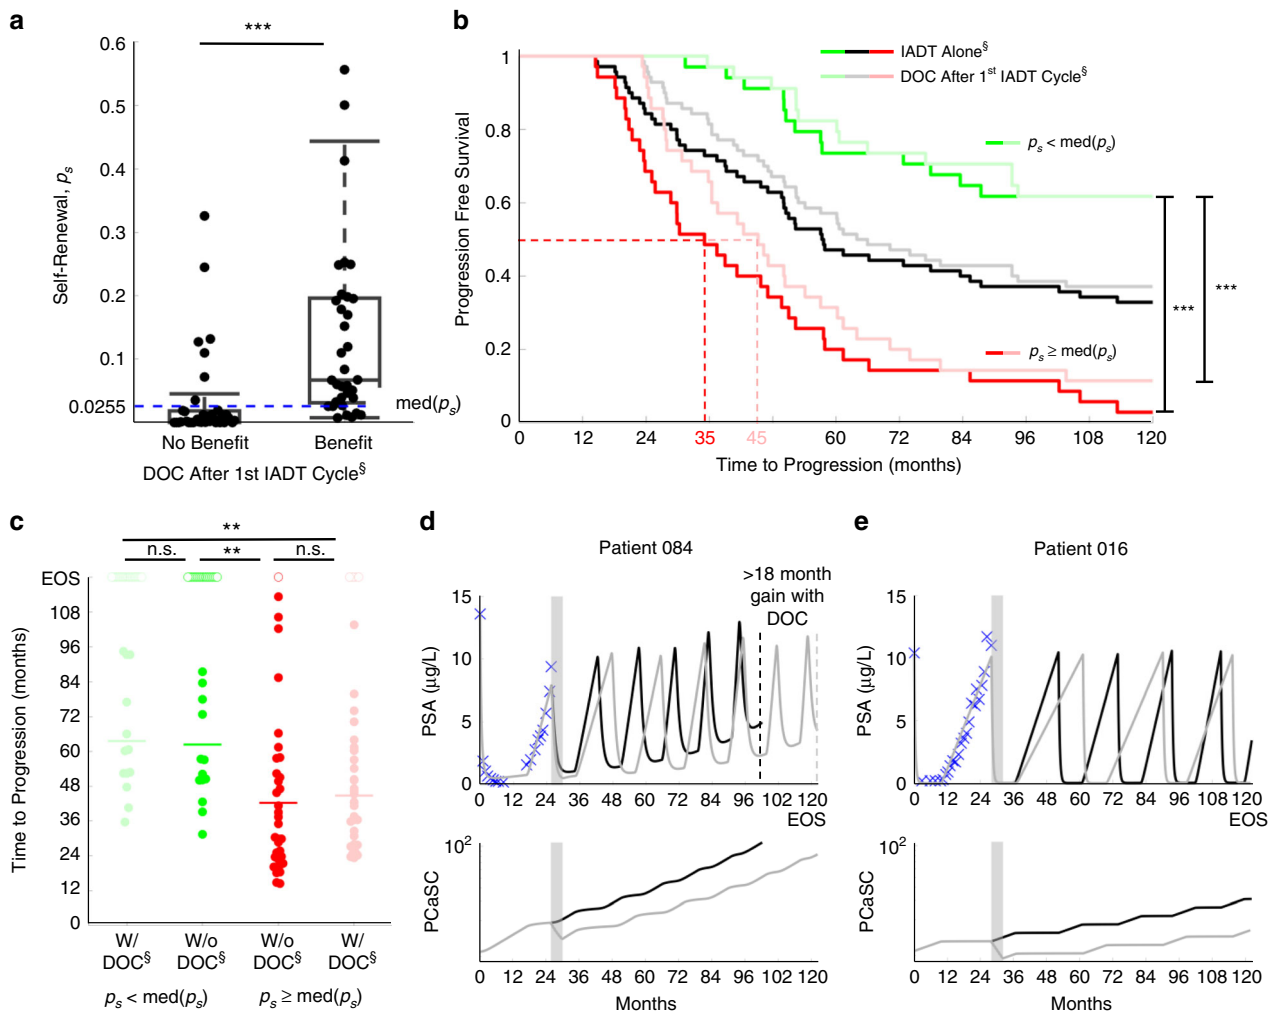 a
***
0.6
0.5
0.4
0.3
0.2
0.1
0.0255
Self-Renewal, pₛ
med(pₛ)
No Benefit
Benefit
DOC After 1st IADT Cycle§
b
IADT Alone§
DOC After 1st IADT Cycle§
pₛ < med(pₛ)
pₛ ≥ med(pₛ)
***
***
1
0.8
0.6
0.4
0.2
0
Progression Free Survival
0 12 24 35 45 60 72 84 96 108 120
Time to Progression (months)
c
**
n.s. ** n.s.
EOS
108
96
84
72
60
48
36
24
12
0
Time to Progression (months)
W/ DOC§
W/o DOC§
W/o DOC§
W/ DOC§
pₛ < med(pₛ)
pₛ ≥ med(pₛ)
d
Patient 084
>18 month
gain with
DOC
15
10
5
0
PSA (µg/L)
0 12 24 36 48 60 72 84 96 108 122
EOS
10²
PCaSC
0 12 24 36 48 60 72 84 96 108 122
Months
e
Patient 016
15
10
5
0
PSA (µg/L)
0 12 24 36 48 60 72 84 96 108 120
EOS
10²
PCaSC
0 12 24 36 48 60 72 84 96 108 120
Months